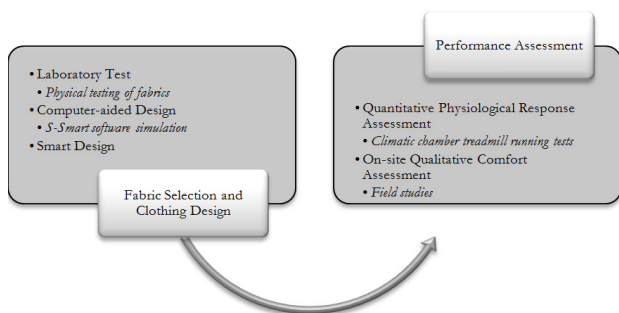 • Laboratory Test
• Physical testing of fabrics
• Computer-aided Design
• S-Smart software simulation
• Smart Design
Fabric Selection and
Clothing Design
Performance Assessment
• Quantitative Physiological Response
Assessment
• Climatic chamber treadmill running tests
• On-site Qualitative Comfort
Assessment
• Field studies